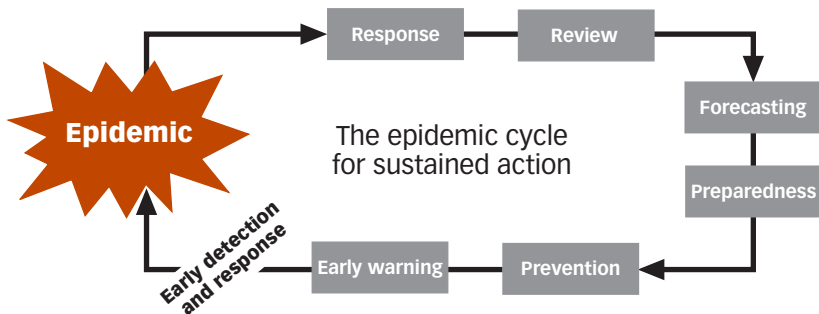 Response
Review
Epidemic
Forecasting
The epidemic cycle
for sustained action
Preparedness
Early detection
and response
Early warning
Prevention